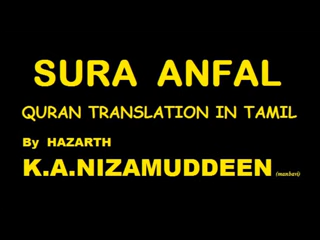 SURA ANFAL
QURAN TRANSLATION IN TAMIL
By HAZARTH
K.A.NIZAMUDDEEN (manbavi)